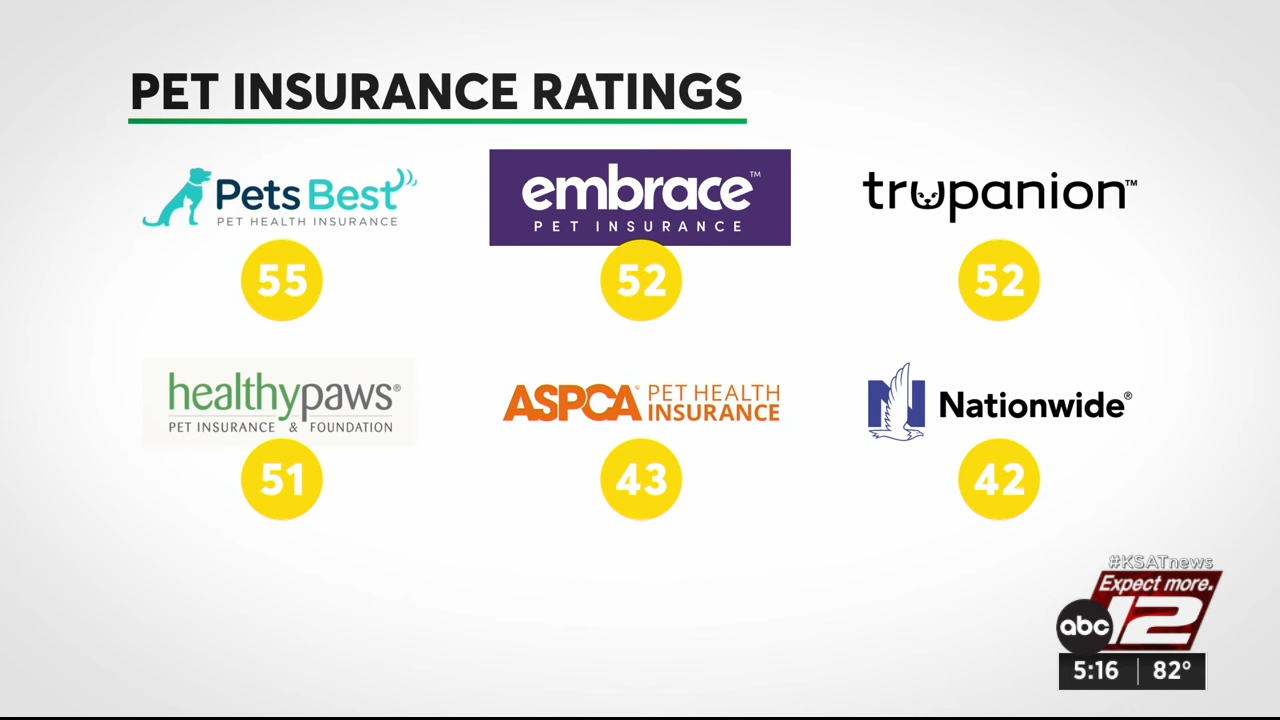 PET INSURANCE RATINGS
Pets Best
PET HEALTH INSURANCE
55
embrace™
PET INSURANCE
52
trupanion™
52
healthypaws®
PET INSURANCE & FOUNDATION
51
ASPCA® PET HEALTH
INSURANCE
43
N Nationwide®
42
#KSATnews
Expect more.
abc 12
5:16 82°